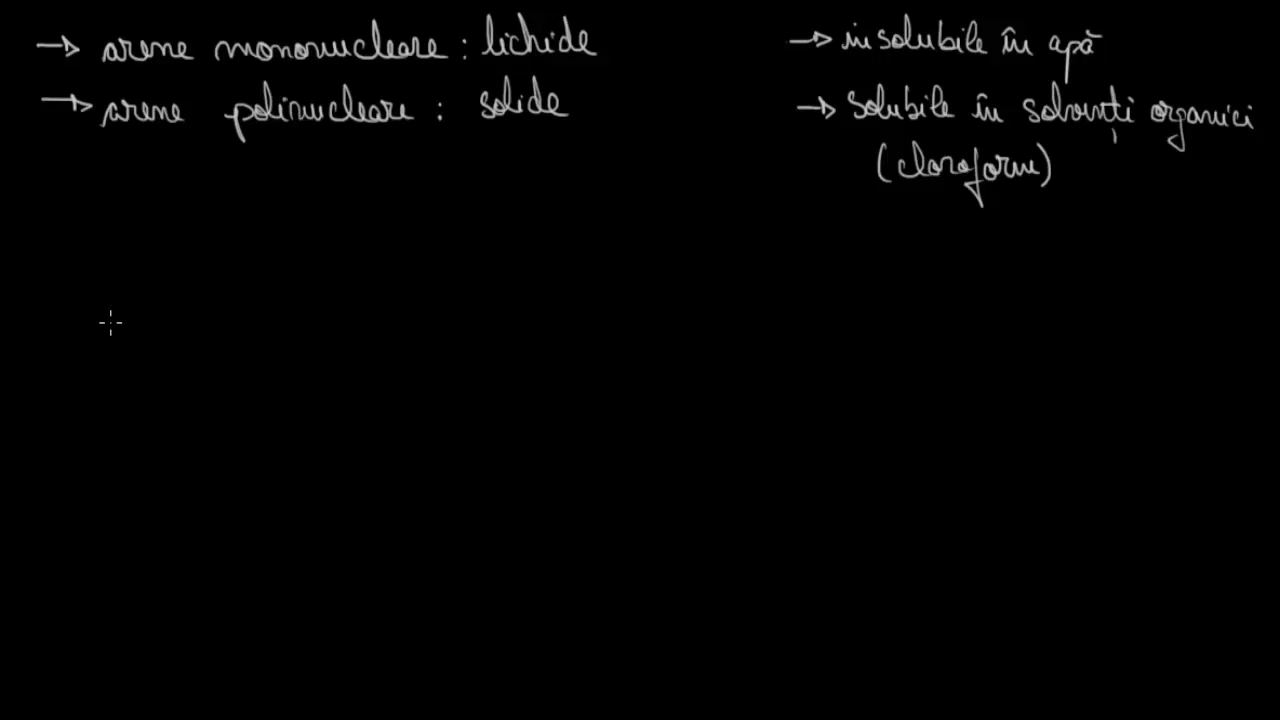 → arene mononucleare : lichide
→ arene polinucleare : solide
→ insolubile în apă
→ solubile în solvenți organici
(cloroform)